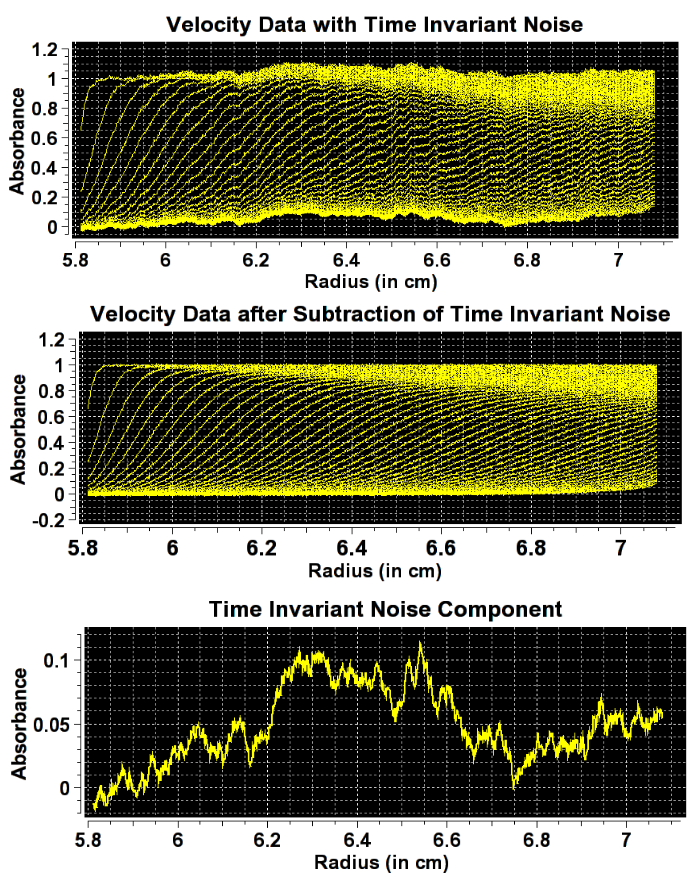 Velocity Data with Time Invariant Noise
1.2
1
0.8
0.6
0.4
0.2
0
Absorbance
5.8 6 6.2 6.4 6.6 6.8 7
Radius (in cm)
Velocity Data after Subtraction of Time Invariant Noise
1.2
1
0.8
0.6
0.4
0.2
0
-0.2
Absorbance
5.8 6 6.2 6.4 6.6 6.8 7
Radius (in cm)
Time Invariant Noise Component
0.1
0.05
0
Absorbance
5.8 6 6.2 6.4 6.6 6.8 7
Radius (in cm)